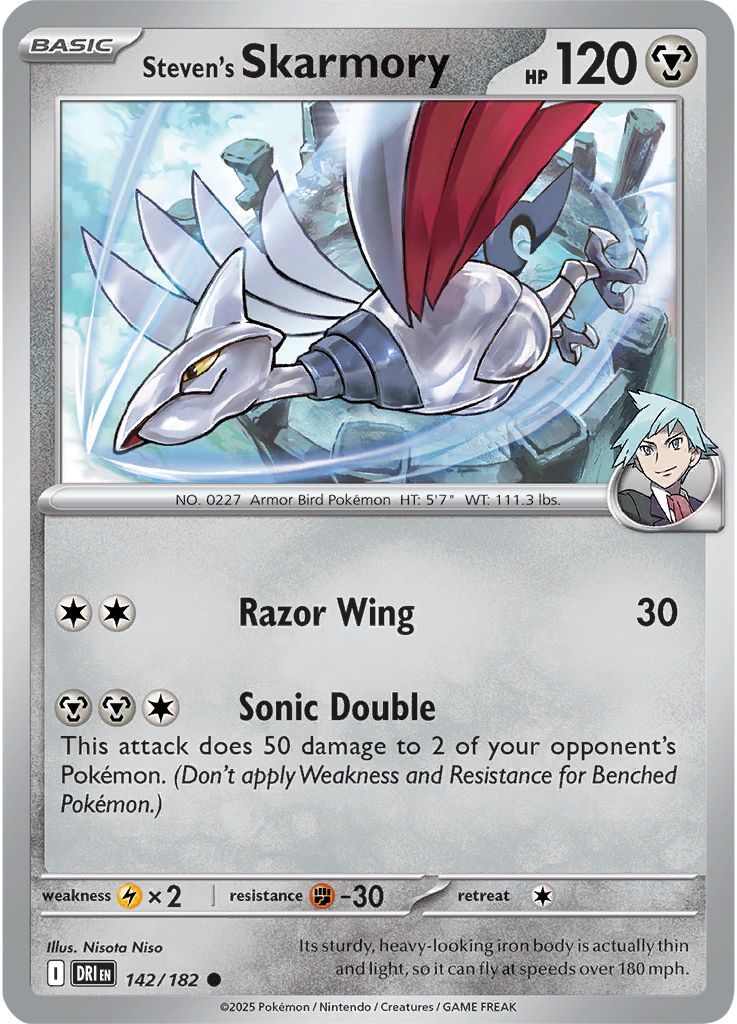 BASIC
Steven's Skarmory
HP 120
NO. 0227 Armor Bird Pokémon HT: 5'7" WT: 111.3 lbs.
Razor Wing 30
Sonic Double
This attack does 50 damage to 2 of your opponent's
Pokémon. (Don't apply Weakness and Resistance for Benched
Pokémon.)
weakness ×2 resistance -30 retreat
Illus. Nisota Niso
Its sturdy, heavy-looking iron body is actually thin
and light, so it can fly at speeds over 180 mph.
I DRI EN 142/182
©2025 Pokémon / Nintendo / Creatures / GAME FREAK